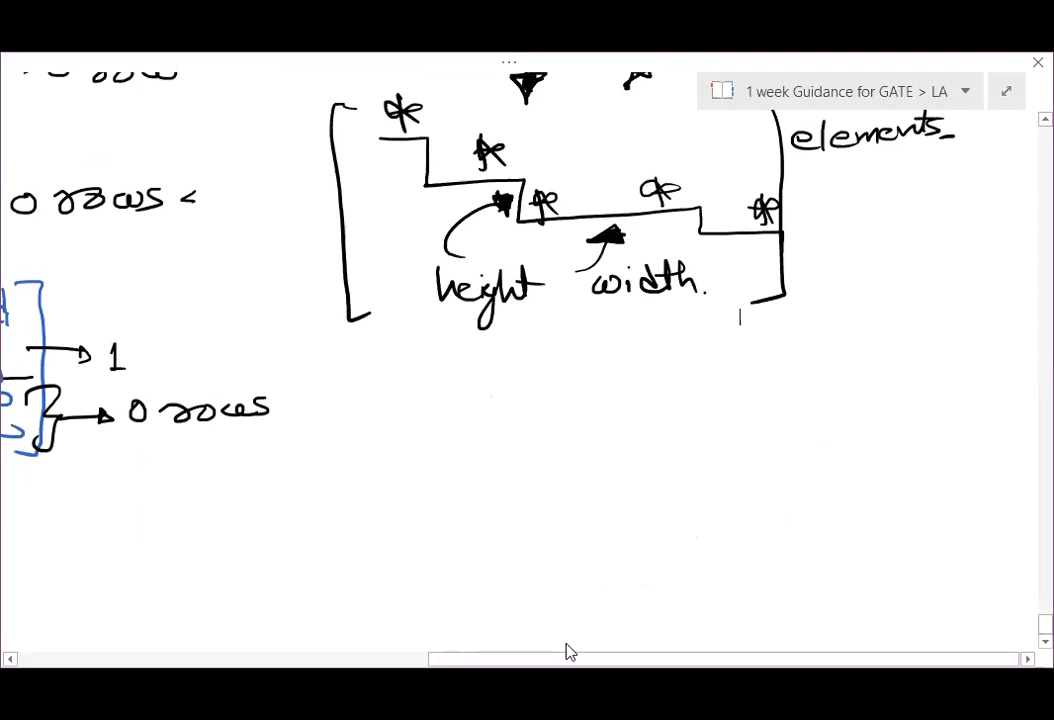 1 week Guidance for GATE > LA
elements
* * * * *
0 rows <
height width.
1
0 rows